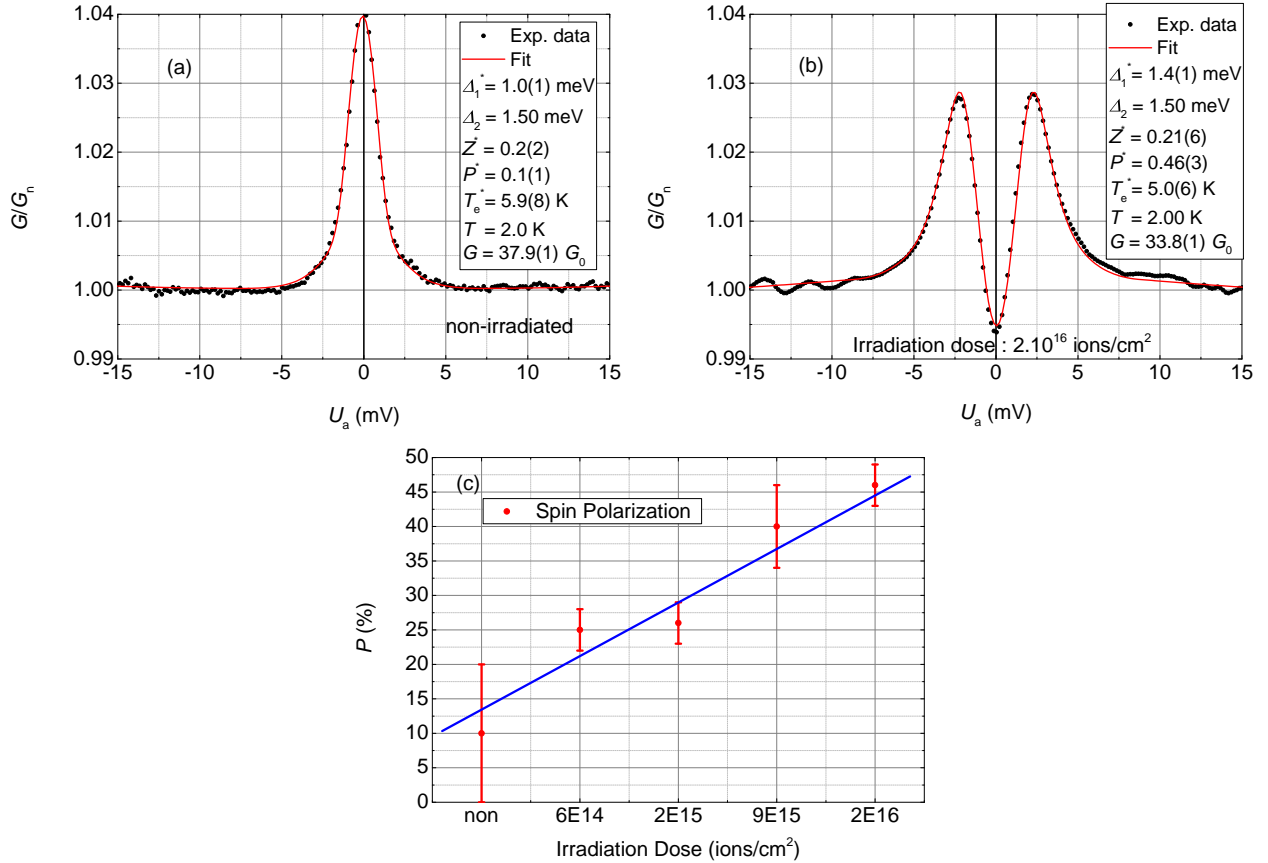 (a)
Exp. data
Fit
Δ₁* = 1.0(1) meV
Δ₂ = 1.50 meV
Z* = 0.2(2)
P* = 0.1(1)
Tₑ* = 5.9(8) K
T = 2.0 K
G = 37.9(1) G₀
non-irradiated
1.04
1.03
1.02
1.01
1.00
0.99
G/Gₙ
-15 -10 -5 0 5 10 15
Uₐ (mV)
(b)
Exp. data
Fit
Δ₁* = 1.4(1) meV
Δ₂ = 1.50 meV
Z* = 0.21(6)
P* = 0.46(3)
Tₑ* = 5.0(6) K
T = 2.00 K
G = 33.8(1) G₀
Irradiation dose : 2.10¹⁶ ions/cm²
1.04
1.03
1.02
1.01
1.00
0.99
G/Gₙ
-15 -10 -5 0 5 10 15
Uₐ (mV)
(c)
Spin Polarization
50
45
40
35
30
25
20
15
10
5
0
P (%)
non 6E14 2E15 9E15 2E16
Irradiation Dose (ions/cm²)